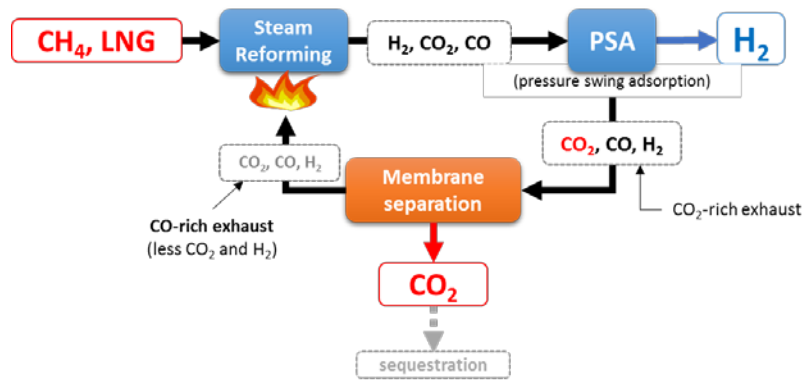 CH₄, LNG
Steam
Reforming
H₂, CO₂, CO
PSA
H₂
(pressure swing adsorption)
CO₂, CO, H₂
CO₂, CO, H₂
Membrane
separation
CO₂-rich exhaust
CO-rich exhaust
(less CO₂ and H₂)
CO₂
sequestration